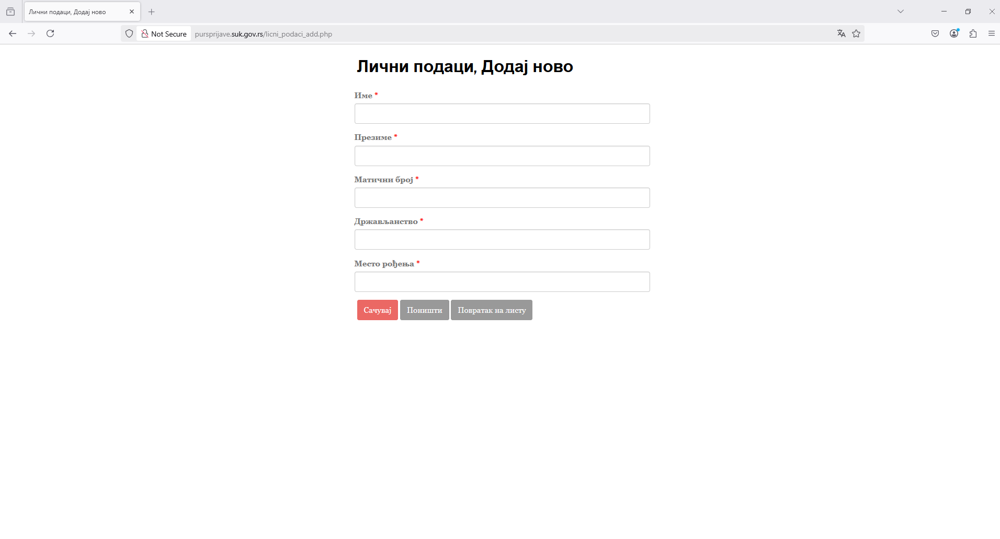 Лични подаци, Додај ново
Not Secure pursprijave.suk.gov.rs/licni_podaci_add.php
Лични подаци, Додај ново
Име *
Презиме *
Матични број *
Држављанство *
Место рођења *
Сачувај Поништи Повратак на листу